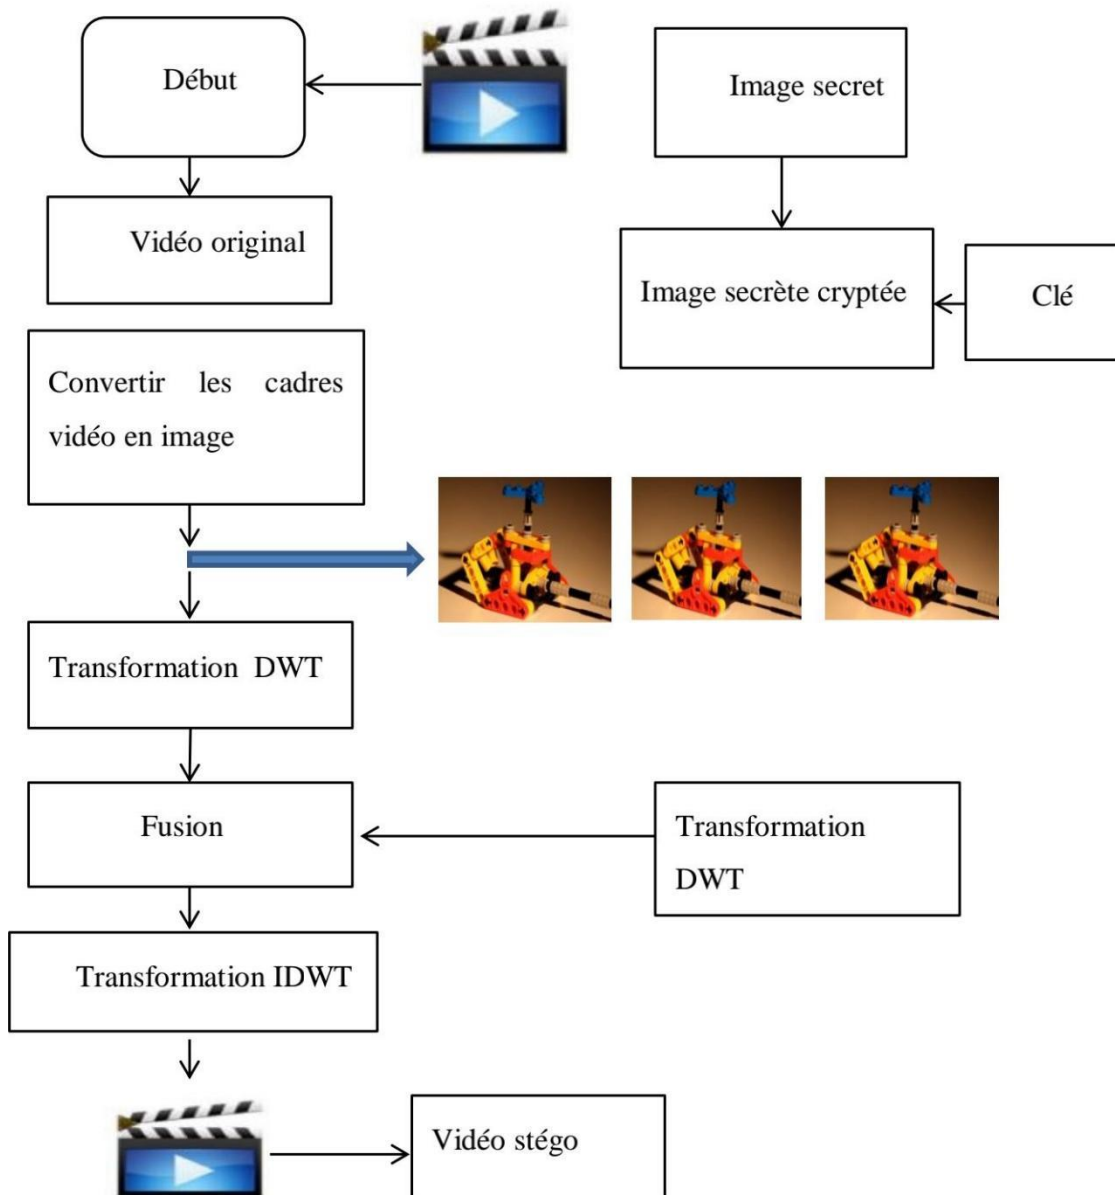 Début
Image secret
Vidéo original
Image secrète cryptée
Clé
Convertir les cadres
vidéo en image
Transformation DWT
Fusion
Transformation
DWT
Transformation IDWT
Vidéo stégo